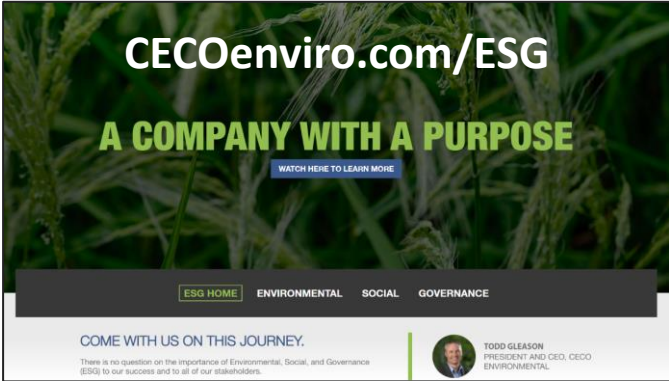 CECOenviro.com/ESG
A COMPANY WITH A PURPOSE
WATCH HERE TO LEARN MORE
ESG HOME ENVIRONMENTAL SOCIAL GOVERNANCE
COME WITH US ON THIS JOURNEY.
There is no question on the importance of Environmental, Social, and Governance
(ESG) to our success and to all of our stakeholders.
TODD GLEASON
PRESIDENT AND CEO, CECO
ENVIRONMENTAL